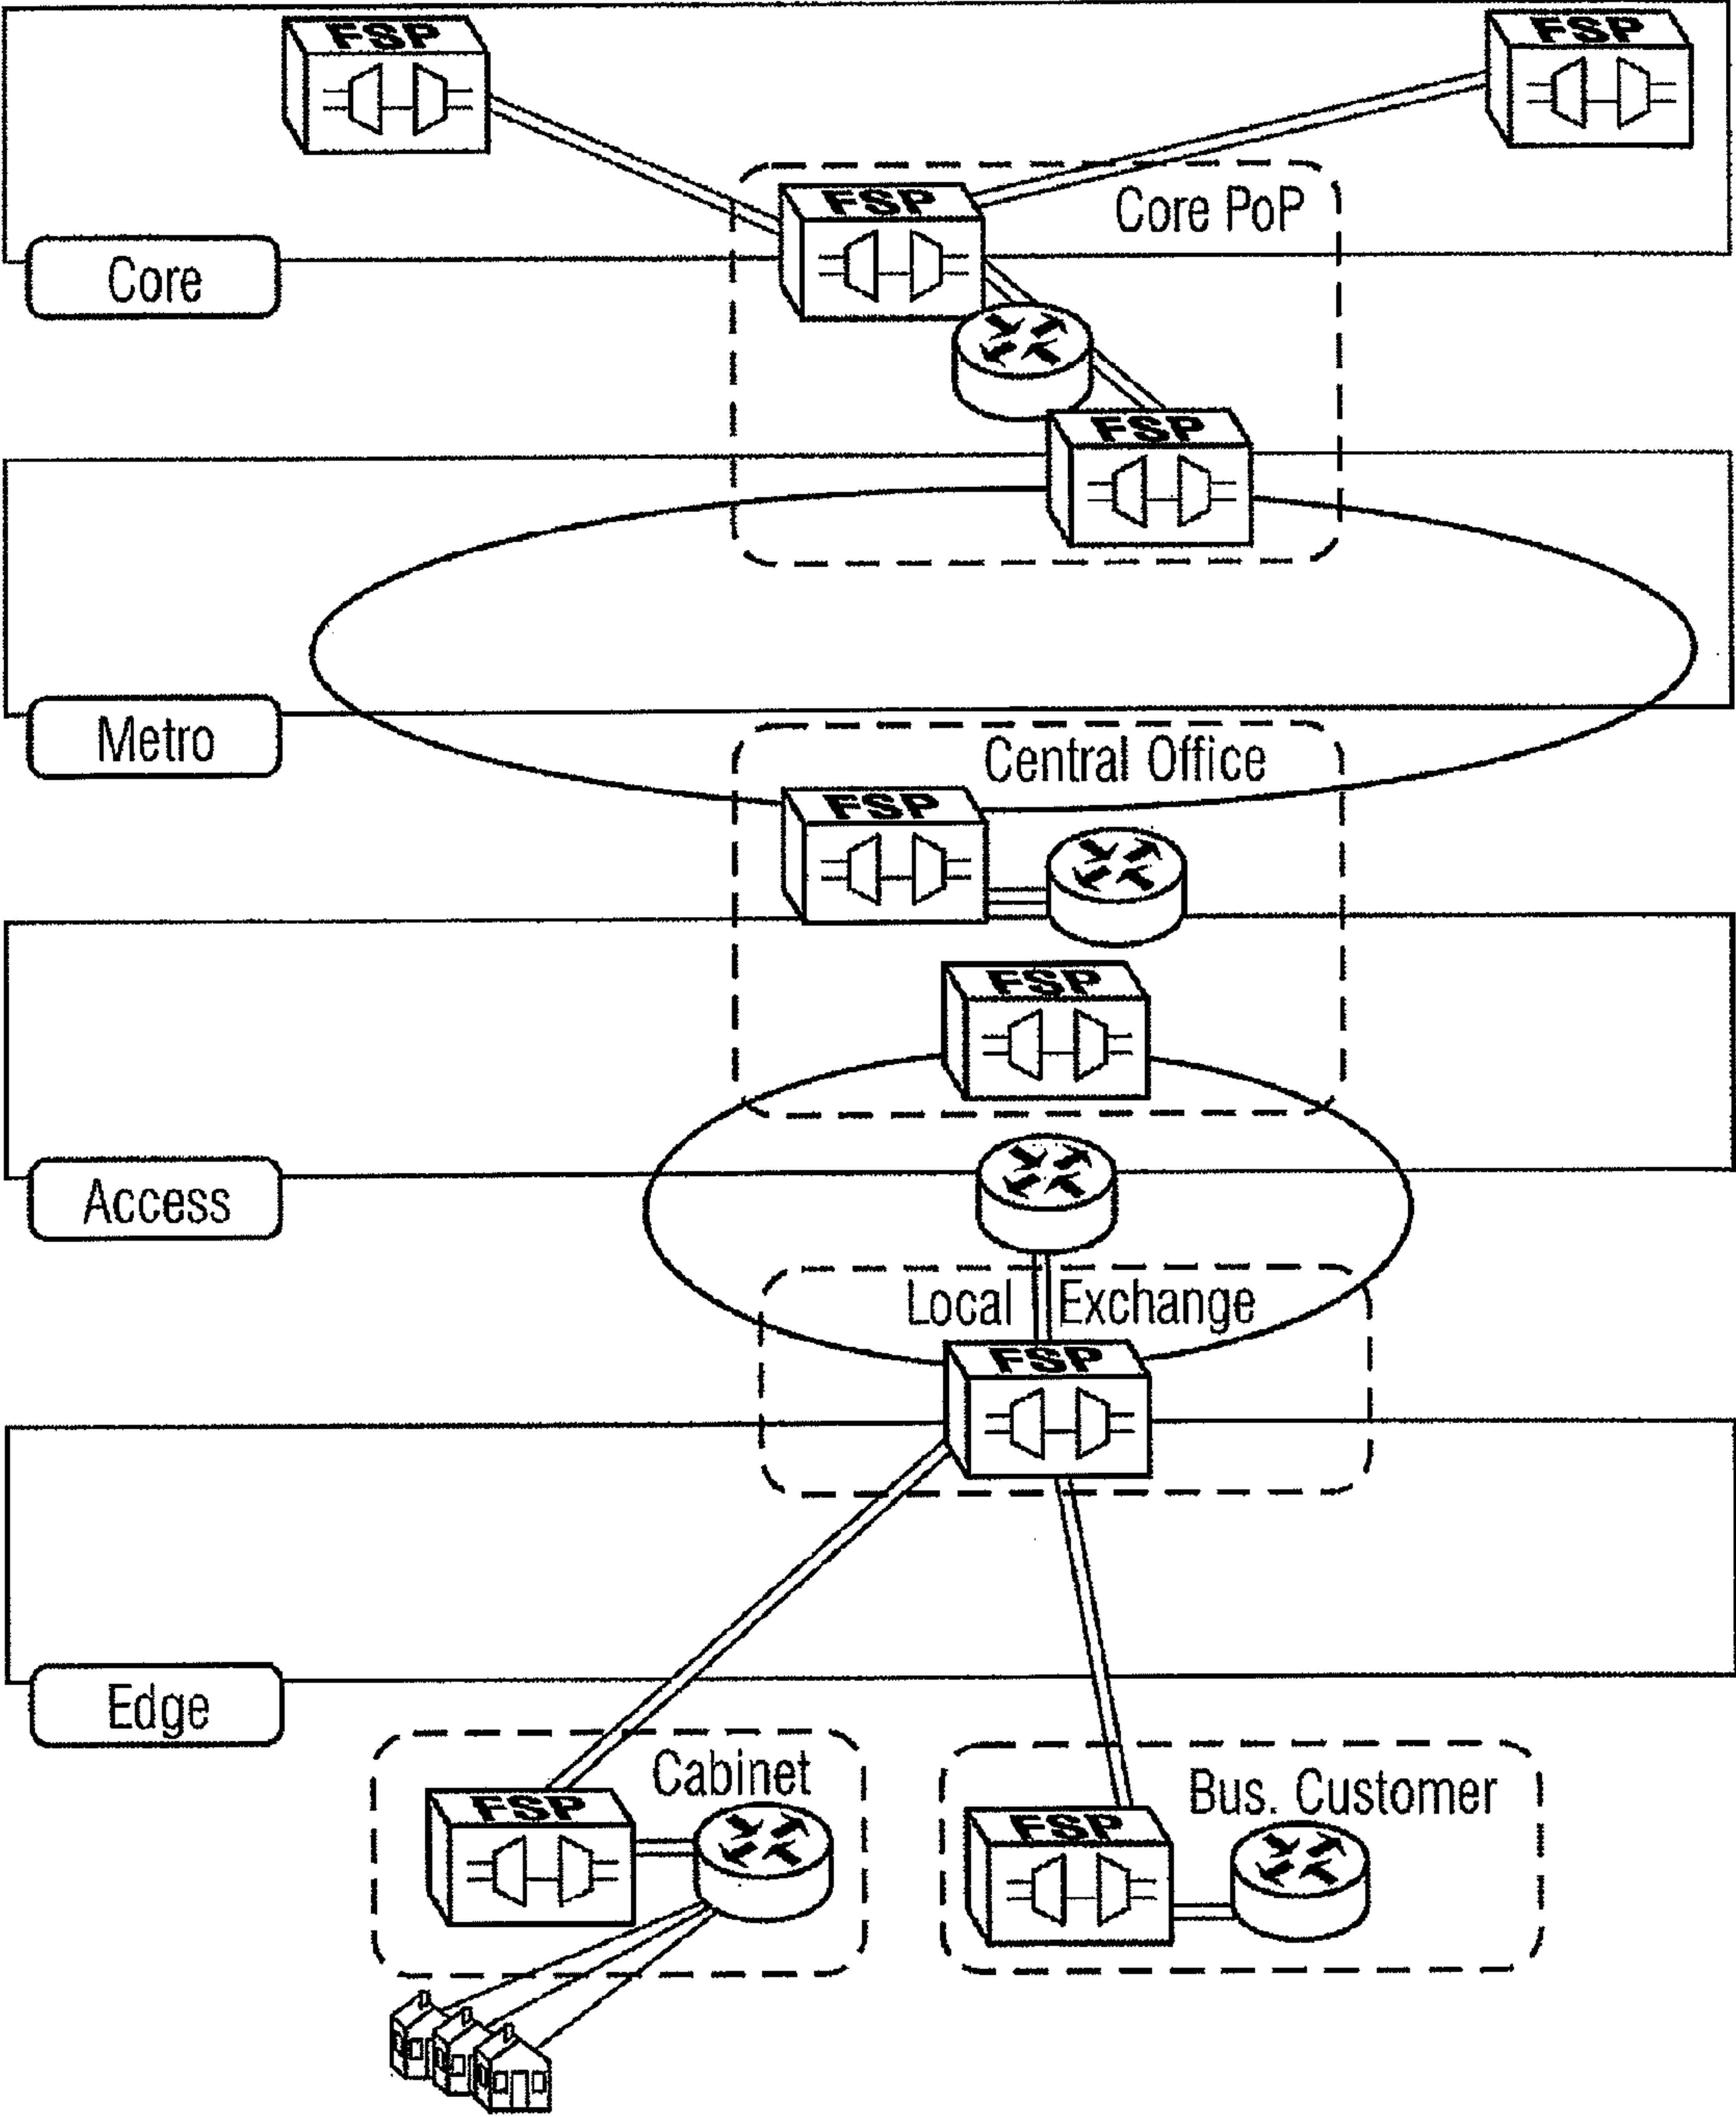 FSP
FSP
FSP
Core PoP
Core
FSP
Metro
Central Office
FSP
FSP
Access
Local Exchange
FSP
Edge
Cabinet
FSP
Bus. Customer
FSP